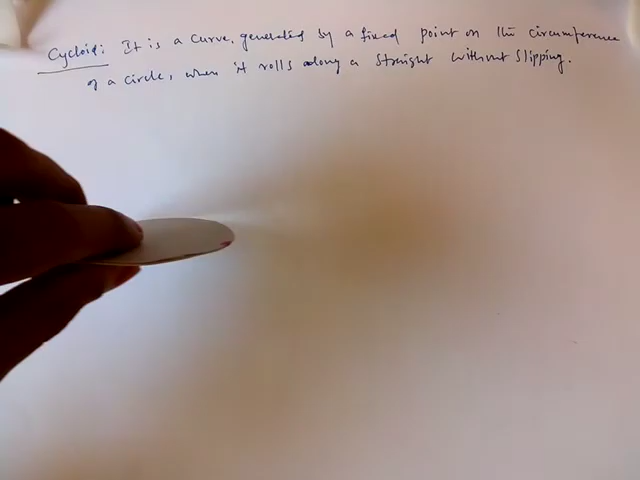 Cycloid: It is a curve, generated by a fixed point on the circumference
of a circle, when it rolls along a straight without slipping.